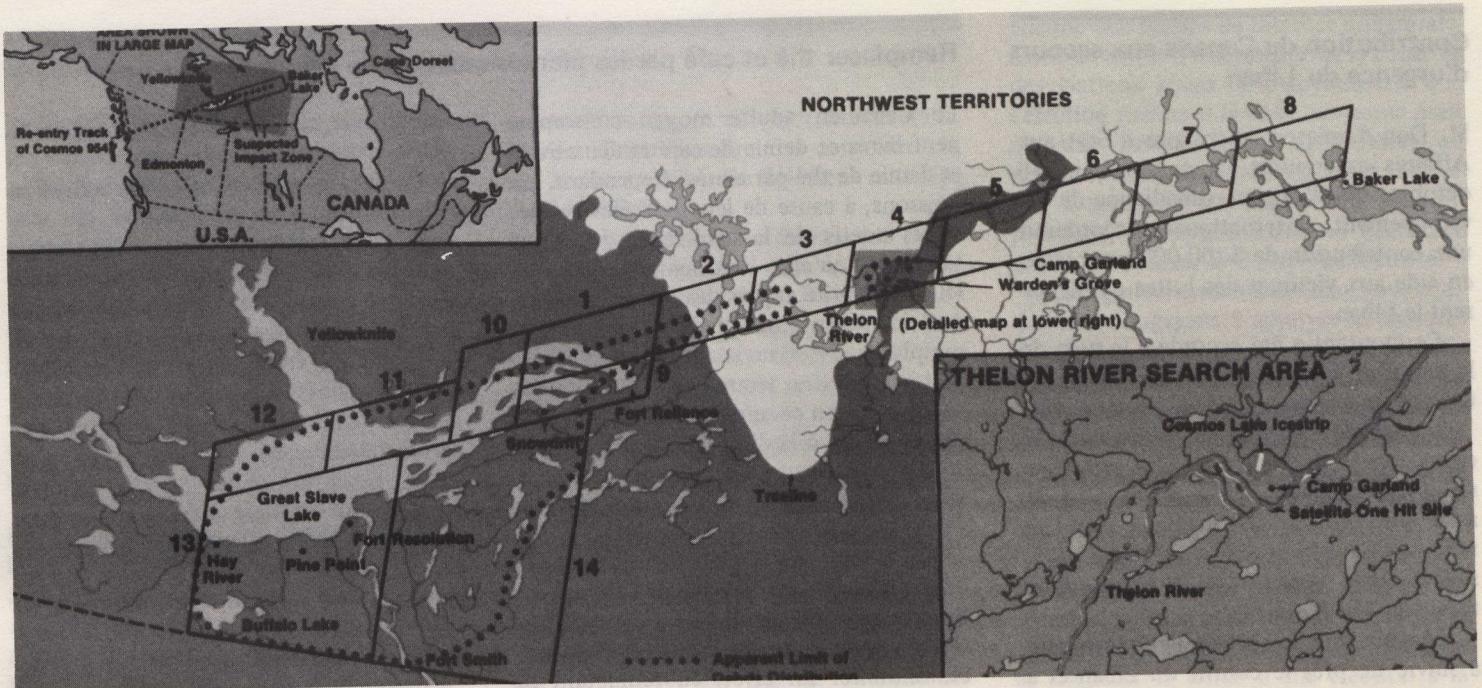 AREA SHOWN
IN LARGE MAP
Yellowknife
Baker
Lake
Cape Dorset
Re-entry Track
of Cosmos 954
Edmonton
Suspected
Impact Zone
CANADA
U.S.A.
NORTHWEST TERRITORIES
8
7
6
5
4
3
2
1
10
11
12
9
13
14
Baker Lake
Camp Garland
Warden's Grove
Thelon
River
(Detailed map at lower right)
Yellowknife
Fort Reliance
Snowdrift
Treeline
Great Slave
Lake
Fort Resolution
Hay
River
Pine Point
Buffalo Lake
Fort Smith
Apparent Limit of
Debris Distribution
THELON RIVER SEARCH AREA
Cosmos Lake Icestrip
Camp Garland
Satellite One Hit Site
Thelon River